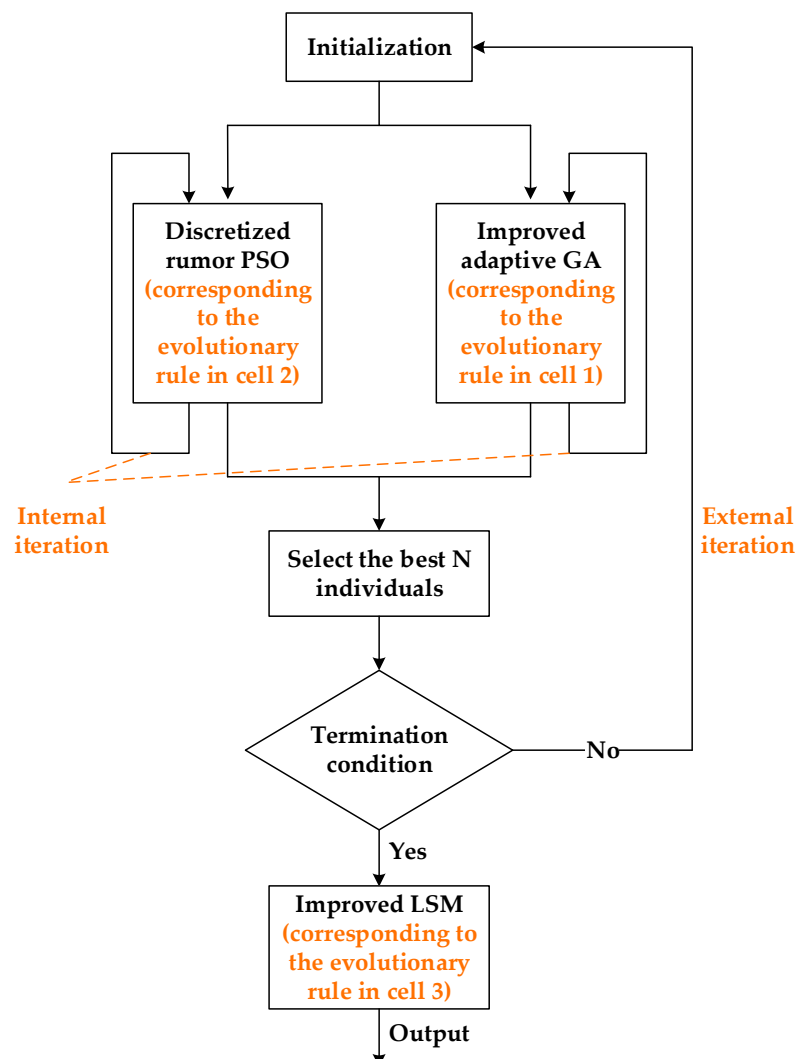 Initialization
Discretized
rumor PSO
(corresponding
to the
evolutionary
rule in cell 2)
Improved
adaptive GA
(corresponding
to the
evolutionary
rule in cell 1)
Internal
iteration
External
iteration
Select the best N
individuals
Termination
condition
No
Yes
Improved LSM
(corresponding to
the evolutionary
rule in cell 3)
Output